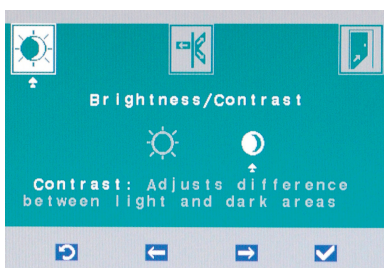 Brightness/Contrast
Contrast: Adjusts difference
between light and dark areas